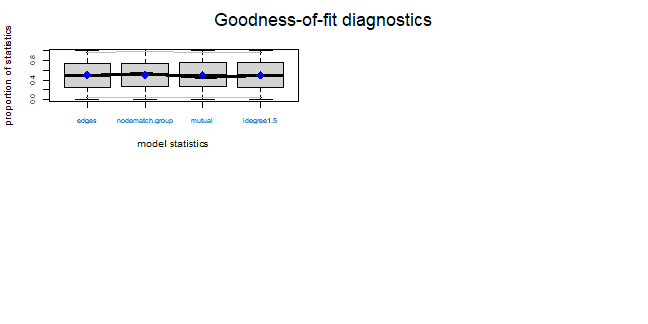 Goodness-of-fit diagnostics
proportion of statistics
0.8
0.4
0.0
edges nodematch.group mutual idegree1.5
model statistics